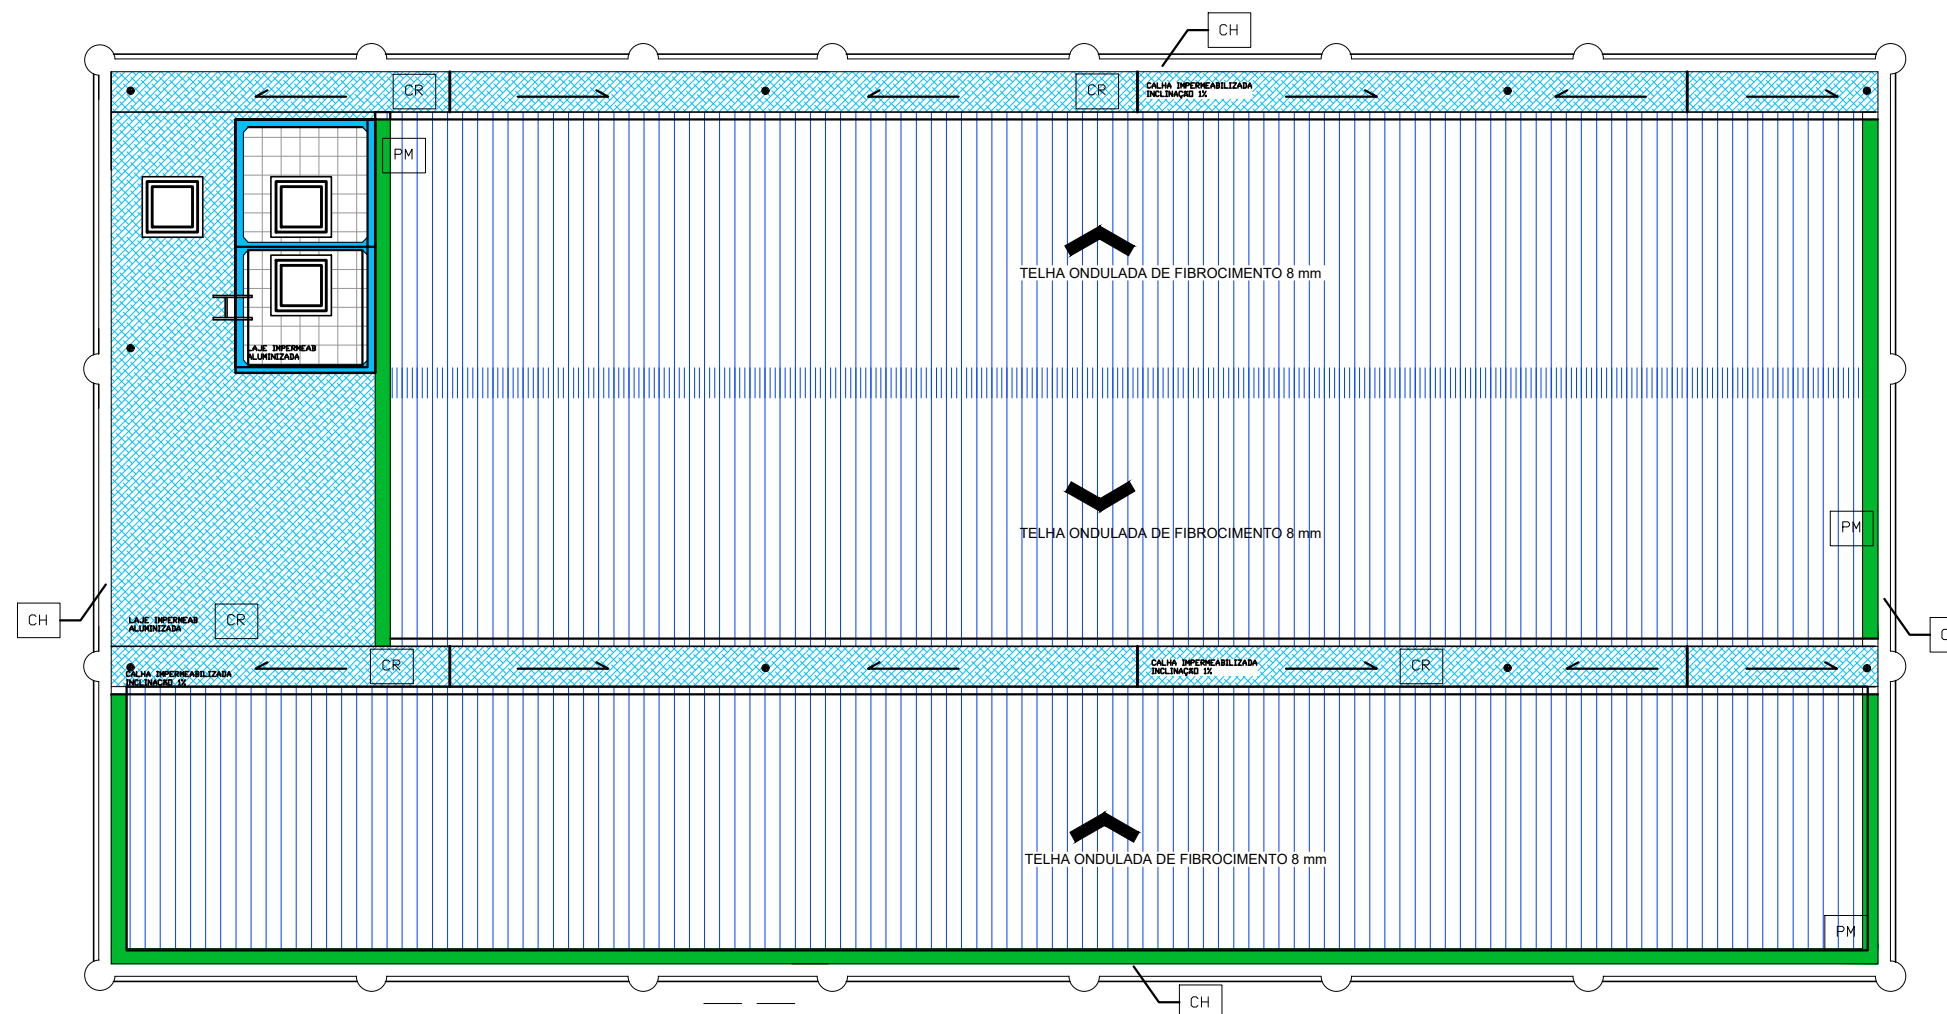 CH
CR
CR
CALHA IMPERMEABILIZADA
INCLINAÇÃO 1%
PM
TELHA ONDULADA DE FIBROCIMENTO 8 mm
LAJE IMPERMEAB
ALUMINIZADA
TELHA ONDULADA DE FIBROCIMENTO 8 mm
PM
CH
LAJE IMPERMEAB
ALUMINIZADA
CR
CALHA IMPERMEABILIZADA
INCLINAÇÃO 1%
CR
CALHA IMPERMEABILIZADA
INCLINAÇÃO 1%
CR
TELHA ONDULADA DE FIBROCIMENTO 8 mm
PM
CH